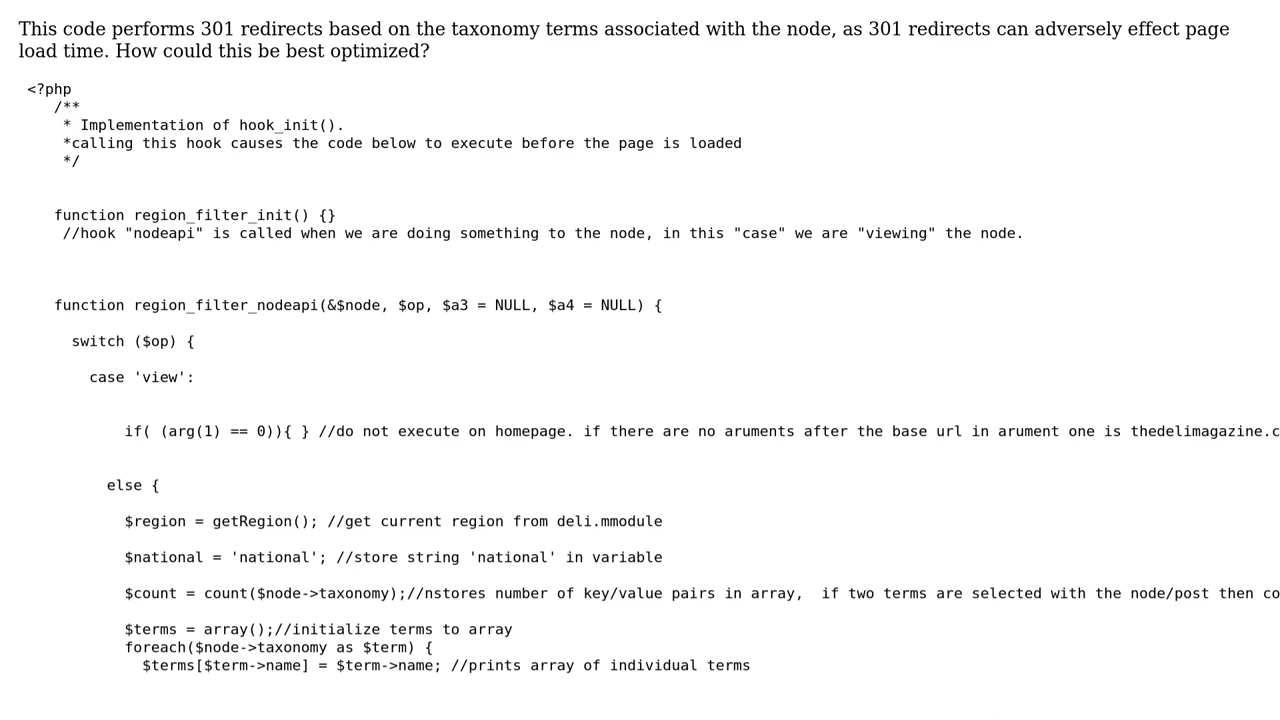 This code performs 301 redirects based on the taxonomy terms associated with the node, as 301 redirects can adversely effect page
load time. How could this be best optimized?
<?php
/**
* Implementation of hook_init().
*calling this hook causes the code below to execute before the page is loaded
*/
function region_filter_init() {}
//hook "nodeapi" is called when we are doing something to the node, in this "case" we are "viewing" the node.
function region_filter_nodeapi(&$node, $op, $a3 = NULL, $a4 = NULL) {
switch ($op) {
case 'view':
if( (arg(1) == 0)){ } //do not execute on homepage. if there are no aruments after the base url in arument one is thedelimagazine.c
else {
$region = getRegion(); //get current region from deli.mmodule
$national = 'national'; //store string 'national' in variable
$count = count($node->taxonomy);//nstores number of key/value pairs in array,  if two terms are selected with the node/post then co
$terms = array();//initialize terms to array
foreach($node->taxonomy as $term) {
$terms[$term->name] = $term->name; //prints array of individual terms